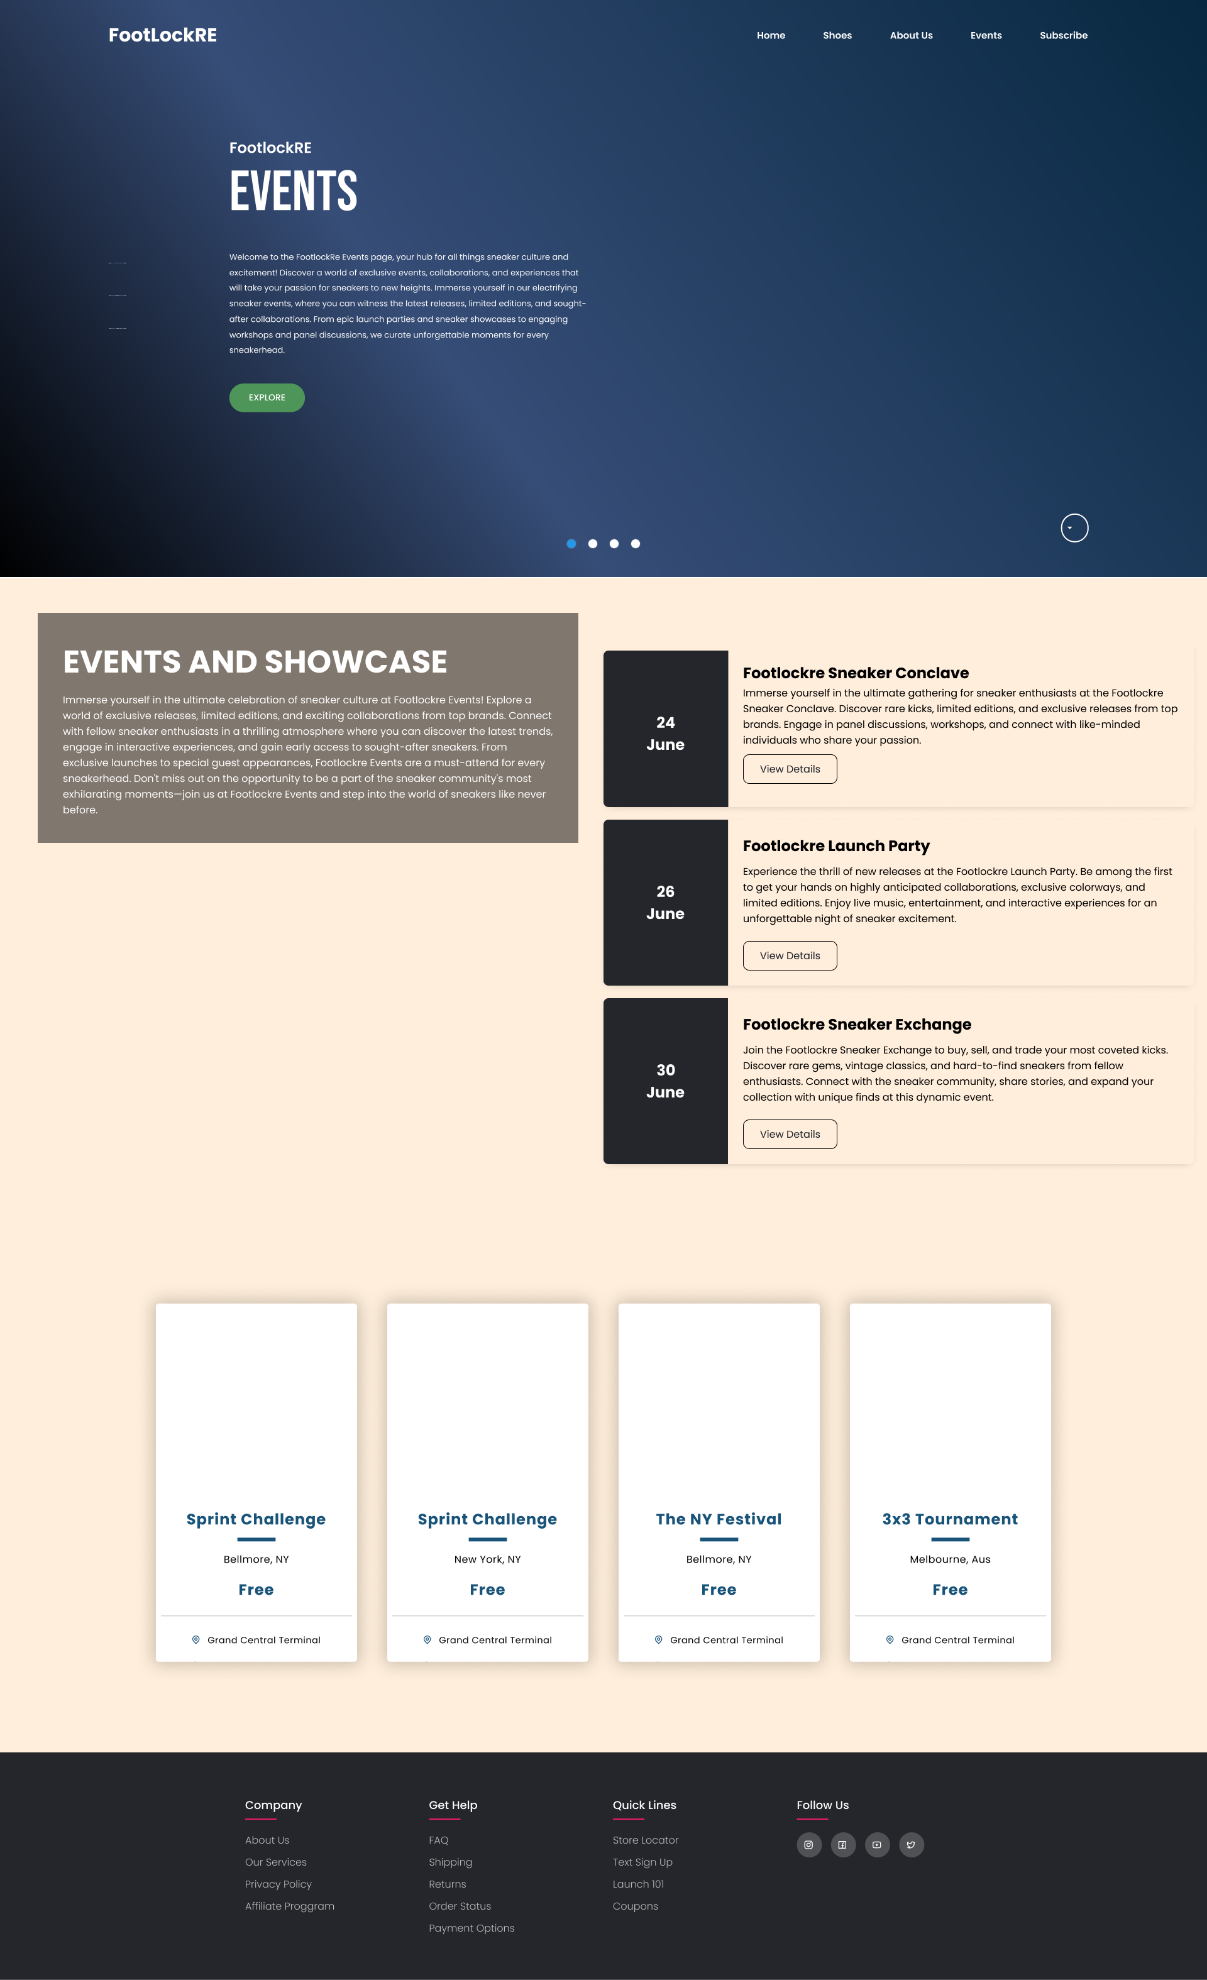 FootLockRE
Home
Shoes
About Us
Events
Subscribe
FootlockRE
EVENTS
Welcome to the FootlockRe Events page, your hub for all things sneaker culture and
excitement! Discover a world of exclusive events, collaborations, and experiences that
will take your passion for sneakers to new heights. Immerse yourself in our electrifying
sneaker events, where you can witness the latest releases, limited editions, and sought-
after collaborations. From epic launch parties and sneaker showcases to engaging
workshops and panel discussions, we curate unforgettable moments for every
sneakerhead.
EXPLORE
EVENTS AND SHOWCASE
Immerse yourself in the ultimate celebration of sneaker culture at Footlockre Events! Explore a
world of exclusive releases, limited editions, and exciting collaborations from top brands. Connect
with fellow sneaker enthusiasts in a thrilling atmosphere where you can discover the latest trends,
engage in interactive experiences, and gain early access to sought-after sneakers. From
exclusive launches to special guest appearances, Footlockre Events are a must-attend for every
sneakerhead. Don't miss out on the opportunity to be a part of the sneaker community's most
exhilarating moments—join us at Footlockre Events and step into the world of sneakers like never
before.
24
June
Footlockre Sneaker Conclave
Immerse yourself in the ultimate gathering for sneaker enthusiasts at the Footlockre
Sneaker Conclave. Discover rare kicks, limited editions, and exclusive releases from top
brands. Engage in panel discussions, workshops, and connect with like-minded
individuals who share your passion.
View Details
26
June
Footlockre Launch Party
Experience the thrill of new releases at the Footlockre Launch Party. Be among the first
to get your hands on highly anticipated collaborations, exclusive colorways, and
limited editions. Enjoy live music, entertainment, and interactive experiences for an
unforgettable night of sneaker excitement.
View Details
30
June
Footlockre Sneaker Exchange
Join the Footlockre Sneaker Exchange to buy, sell, and trade your most coveted kicks.
Discover rare gems, vintage classics, and hard-to-find sneakers from fellow
enthusiasts. Connect with the sneaker community, share stories, and expand your
collection with unique finds at this dynamic event.
View Details
Sprint Challenge
Bellmore, NY
Free
Grand Central Terminal
Sprint Challenge
New York, NY
Free
Grand Central Terminal
The NY Festival
Bellmore, NY
Free
Grand Central Terminal
3x3 Tournament
Melbourne, Aus
Free
Grand Central Terminal
Company
About Us
Our Services
Privacy Policy
Affiliate Proggram
Get Help
FAQ
Shipping
Returns
Order Status
Payment Options
Quick Lines
Store Locator
Text Sign Up
Launch 101
Coupons
Follow Us